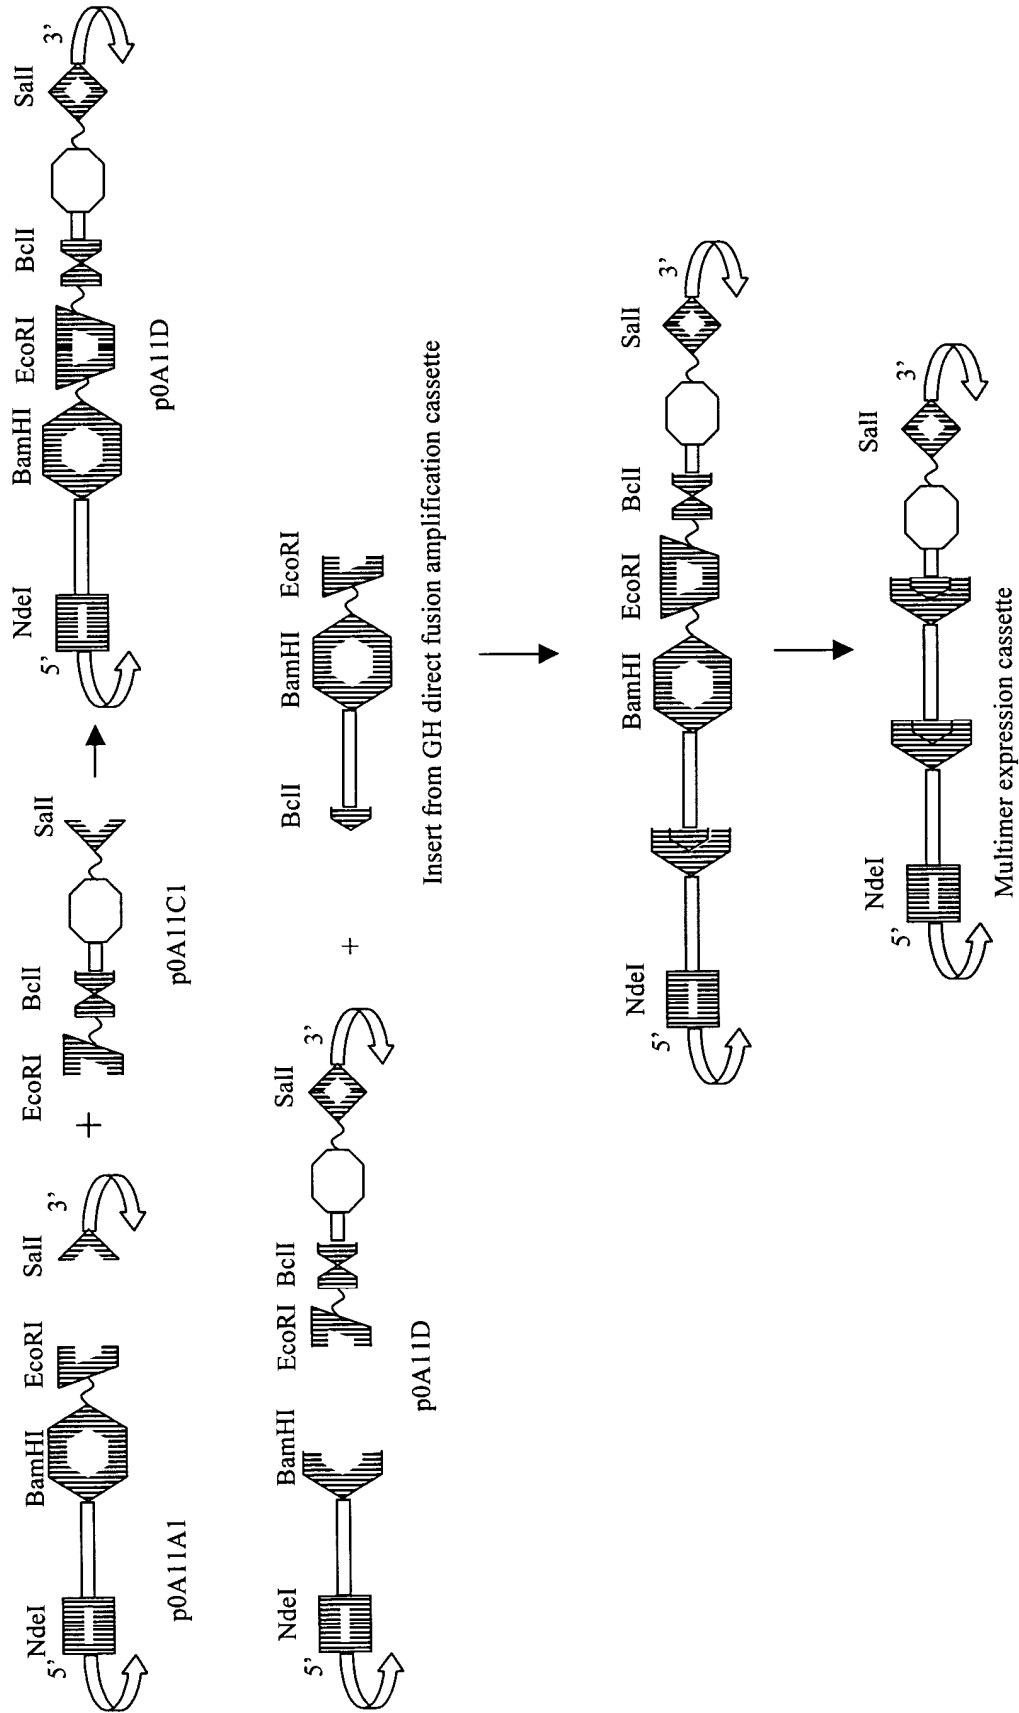 NdeI
BamHI
EcoRI
SalI
5’
3’
p0A11A1
+
EcoRI
BclI
SalI
p0A11C1
NdeI
BamHI
EcoRI
BclI
SalI
5’
3’
p0A11D
NdeI
BamHI
EcoRI
BclI
SalI
5’
3’
p0A11D
+
BclI
BamHI
EcoRI
Insert from GH direct fusion amplification cassette
NdeI
BamHI
EcoRI
BclI
SalI
5’
3’
NdeI
SalI
5’
3’
Multimer expression cassette